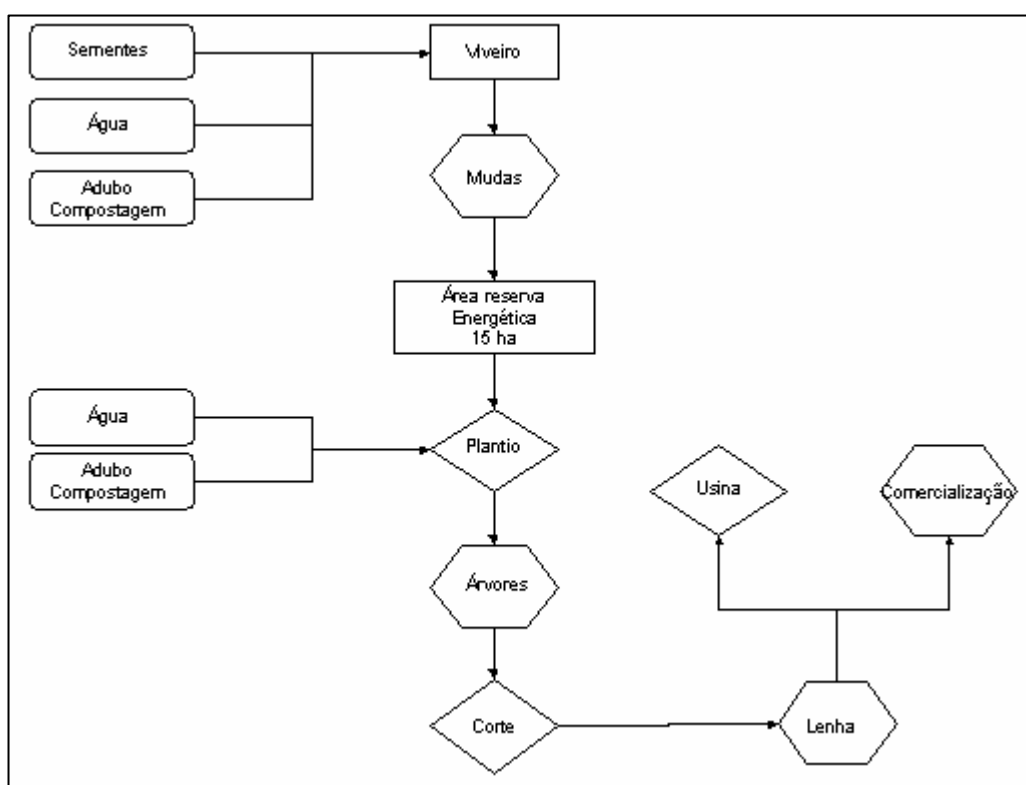 Sementes
Viveiro
Água
Adubo
Compostagem
Mudas
Área reserva
Energética
15 ha
Água
Adubo
Compostagem
Plantio
Usina
Comercialização
Árvores
Corte
Lenha